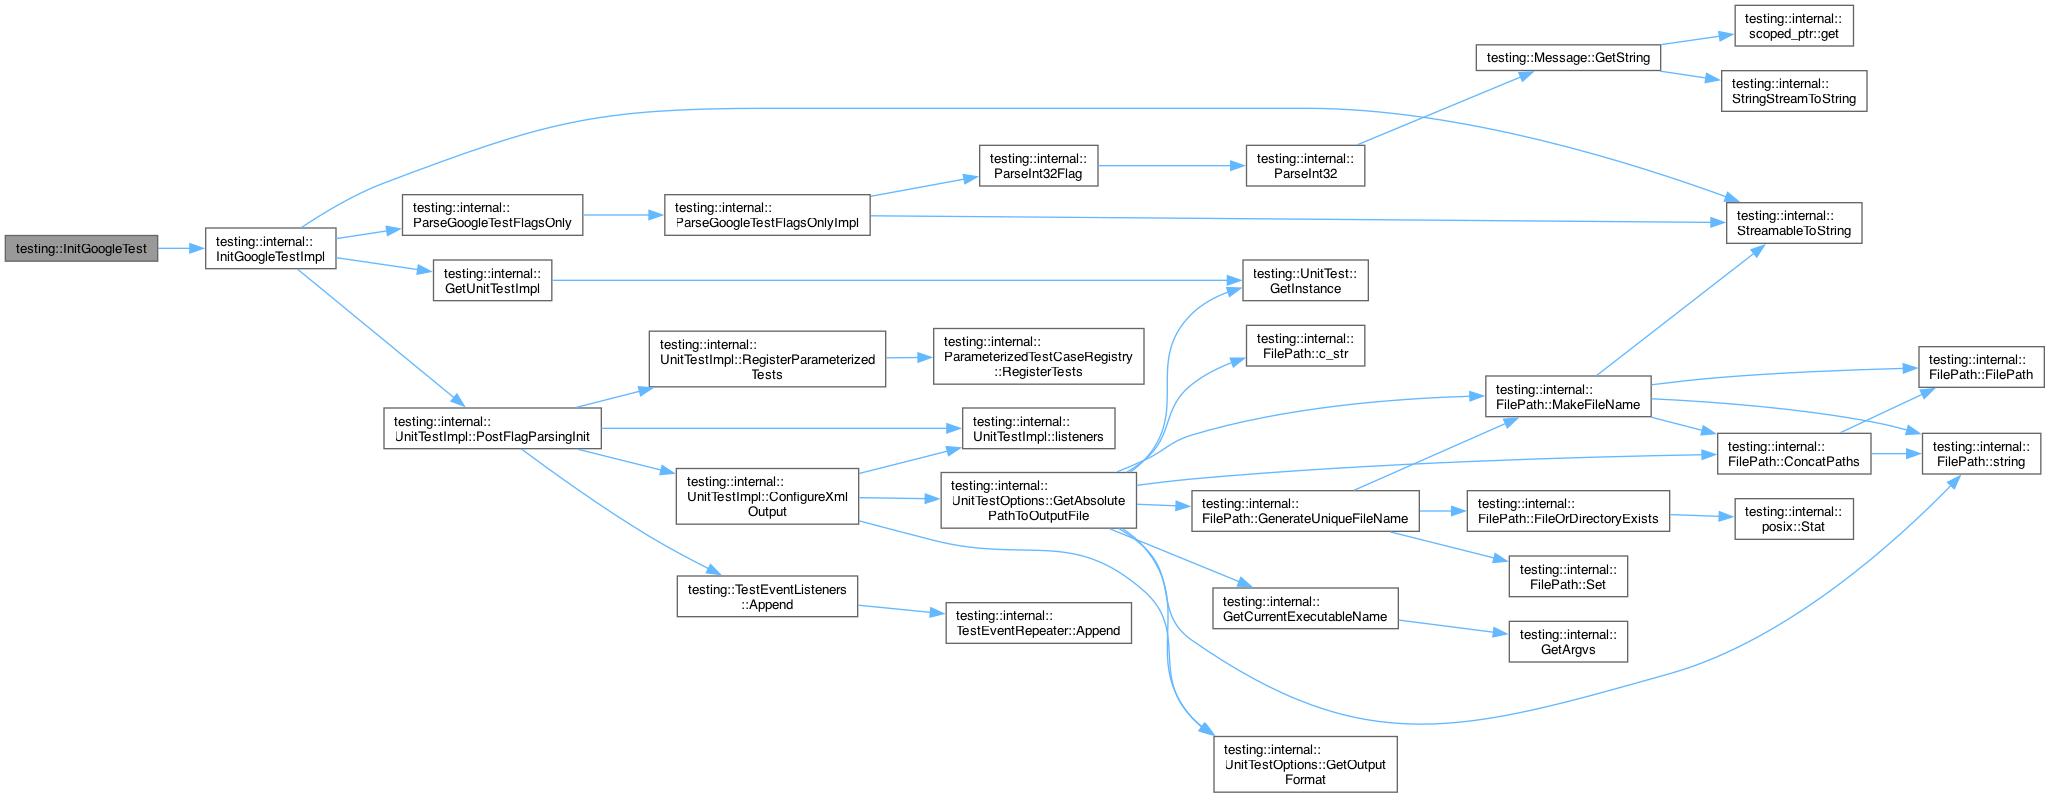 testing::InitGoogleTest
testing::internal::
InitGoogleTestImpl
testing::internal::
ParseGoogleTestFlagsOnly
testing::internal::
GetUnitTestImpl
testing::internal::
UnitTestImpl::PostFlagParsingInit
testing::internal::
ParseGoogleTestFlagsOnlyImpl
testing::internal::
UnitTestImpl::RegisterParameterized
Tests
testing::internal::
UnitTestImpl::ConfigureXml
Output
testing::TestEventListeners
::Append
testing::internal::
ParseInt32Flag
testing::internal::
ParameterizedTestCaseRegistry
::RegisterTests
testing::internal::
UnitTestImpl::listeners
testing::internal::
UnitTestOptions::GetAbsolute
PathToOutputFile
testing::internal::
TestEventRepeater::Append
testing::internal::
ParseInt32
testing::UnitTest::
GetInstance
testing::internal::
FilePath::c_str
testing::internal::
FilePath::GenerateUniqueFileName
testing::internal::
GetCurrentExecutableName
testing::internal::
UnitTestOptions::GetOutput
Format
testing::Message::GetString
testing::internal::
FilePath::MakeFileName
testing::internal::
FilePath::FileOrDirectoryExists
testing::internal::
FilePath::Set
testing::internal::
GetArgvs
testing::internal::
scoped_ptr::get
testing::internal::
StringStreamToString
testing::internal::
StreamableToString
testing::internal::
FilePath::ConcatPaths
testing::internal::
posix::Stat
testing::internal::
FilePath::FilePath
testing::internal::
FilePath::string